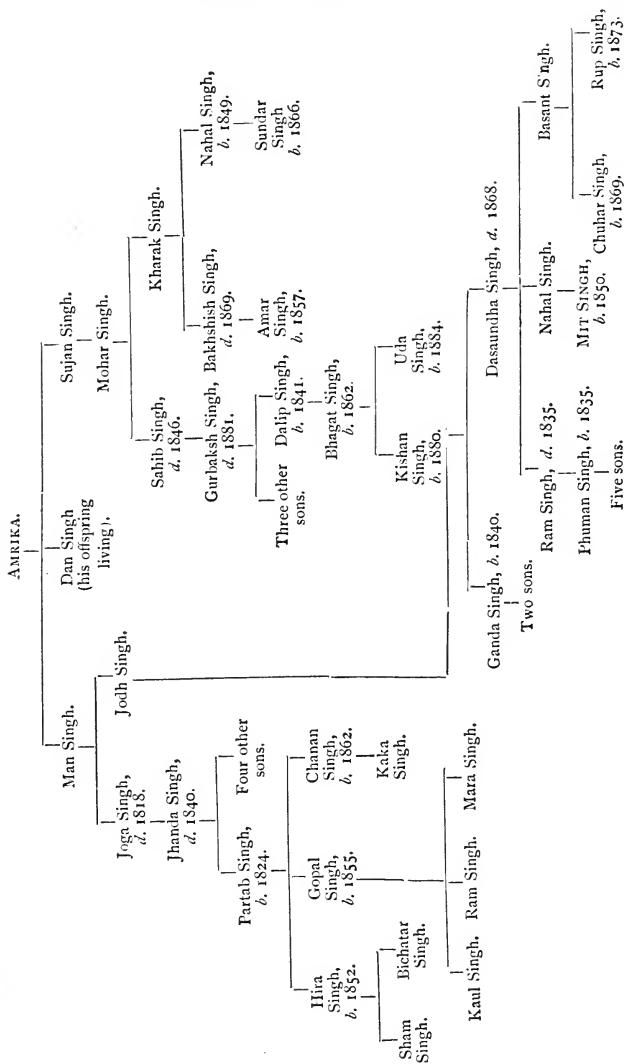 AMRIKA.
Man Singh.
Dan Singh
(his offspring
living).
Sujan Singh.
Mohar Singh.
Joga Singh,
d. 1818.
Jodh Singh.
Jhanda Singh,
d. 1840.
Sahib Singh,
d. 1846.
Kharak Singh.
Partab Singh,
b. 1824.
Four other
sons.
Gurbaksh Singh,
d. 1881.
Bakhshish Singh,
d. 1869.
Nahal Singh,
b. 1849.
Three other
sons.
Dalip Singh,
b. 1841.
Amar
Singh,
b. 1857.
Sundar
Singh
b. 1866.
Hira
Singh,
b. 1852.
Gopal
Singh,
b. 1855.
Chanan
Singh,
b. 1862.
Bhagat Singh,
b. 1862.
Sham
Singh.
Bichatar
Singh.
Kaka
Singh.
Kishan
Singh,
b. 1880.
Uda
Singh,
b. 1884.
Kaul Singh.
Ram Singh.
Mara Singh.
Ganda Singh, b. 1840.
Two sons.
Dasaundha Singh, d. 1868.
Ram Singh, d. 1835.
Nahal Singh.
Basant S'ngh.
Phuman Singh, b. 1835.
MIT SINGH,
b. 1850.
Chuhar Singh,
b. 1869.
Rup Singh,
b. 1873.
Five sons.